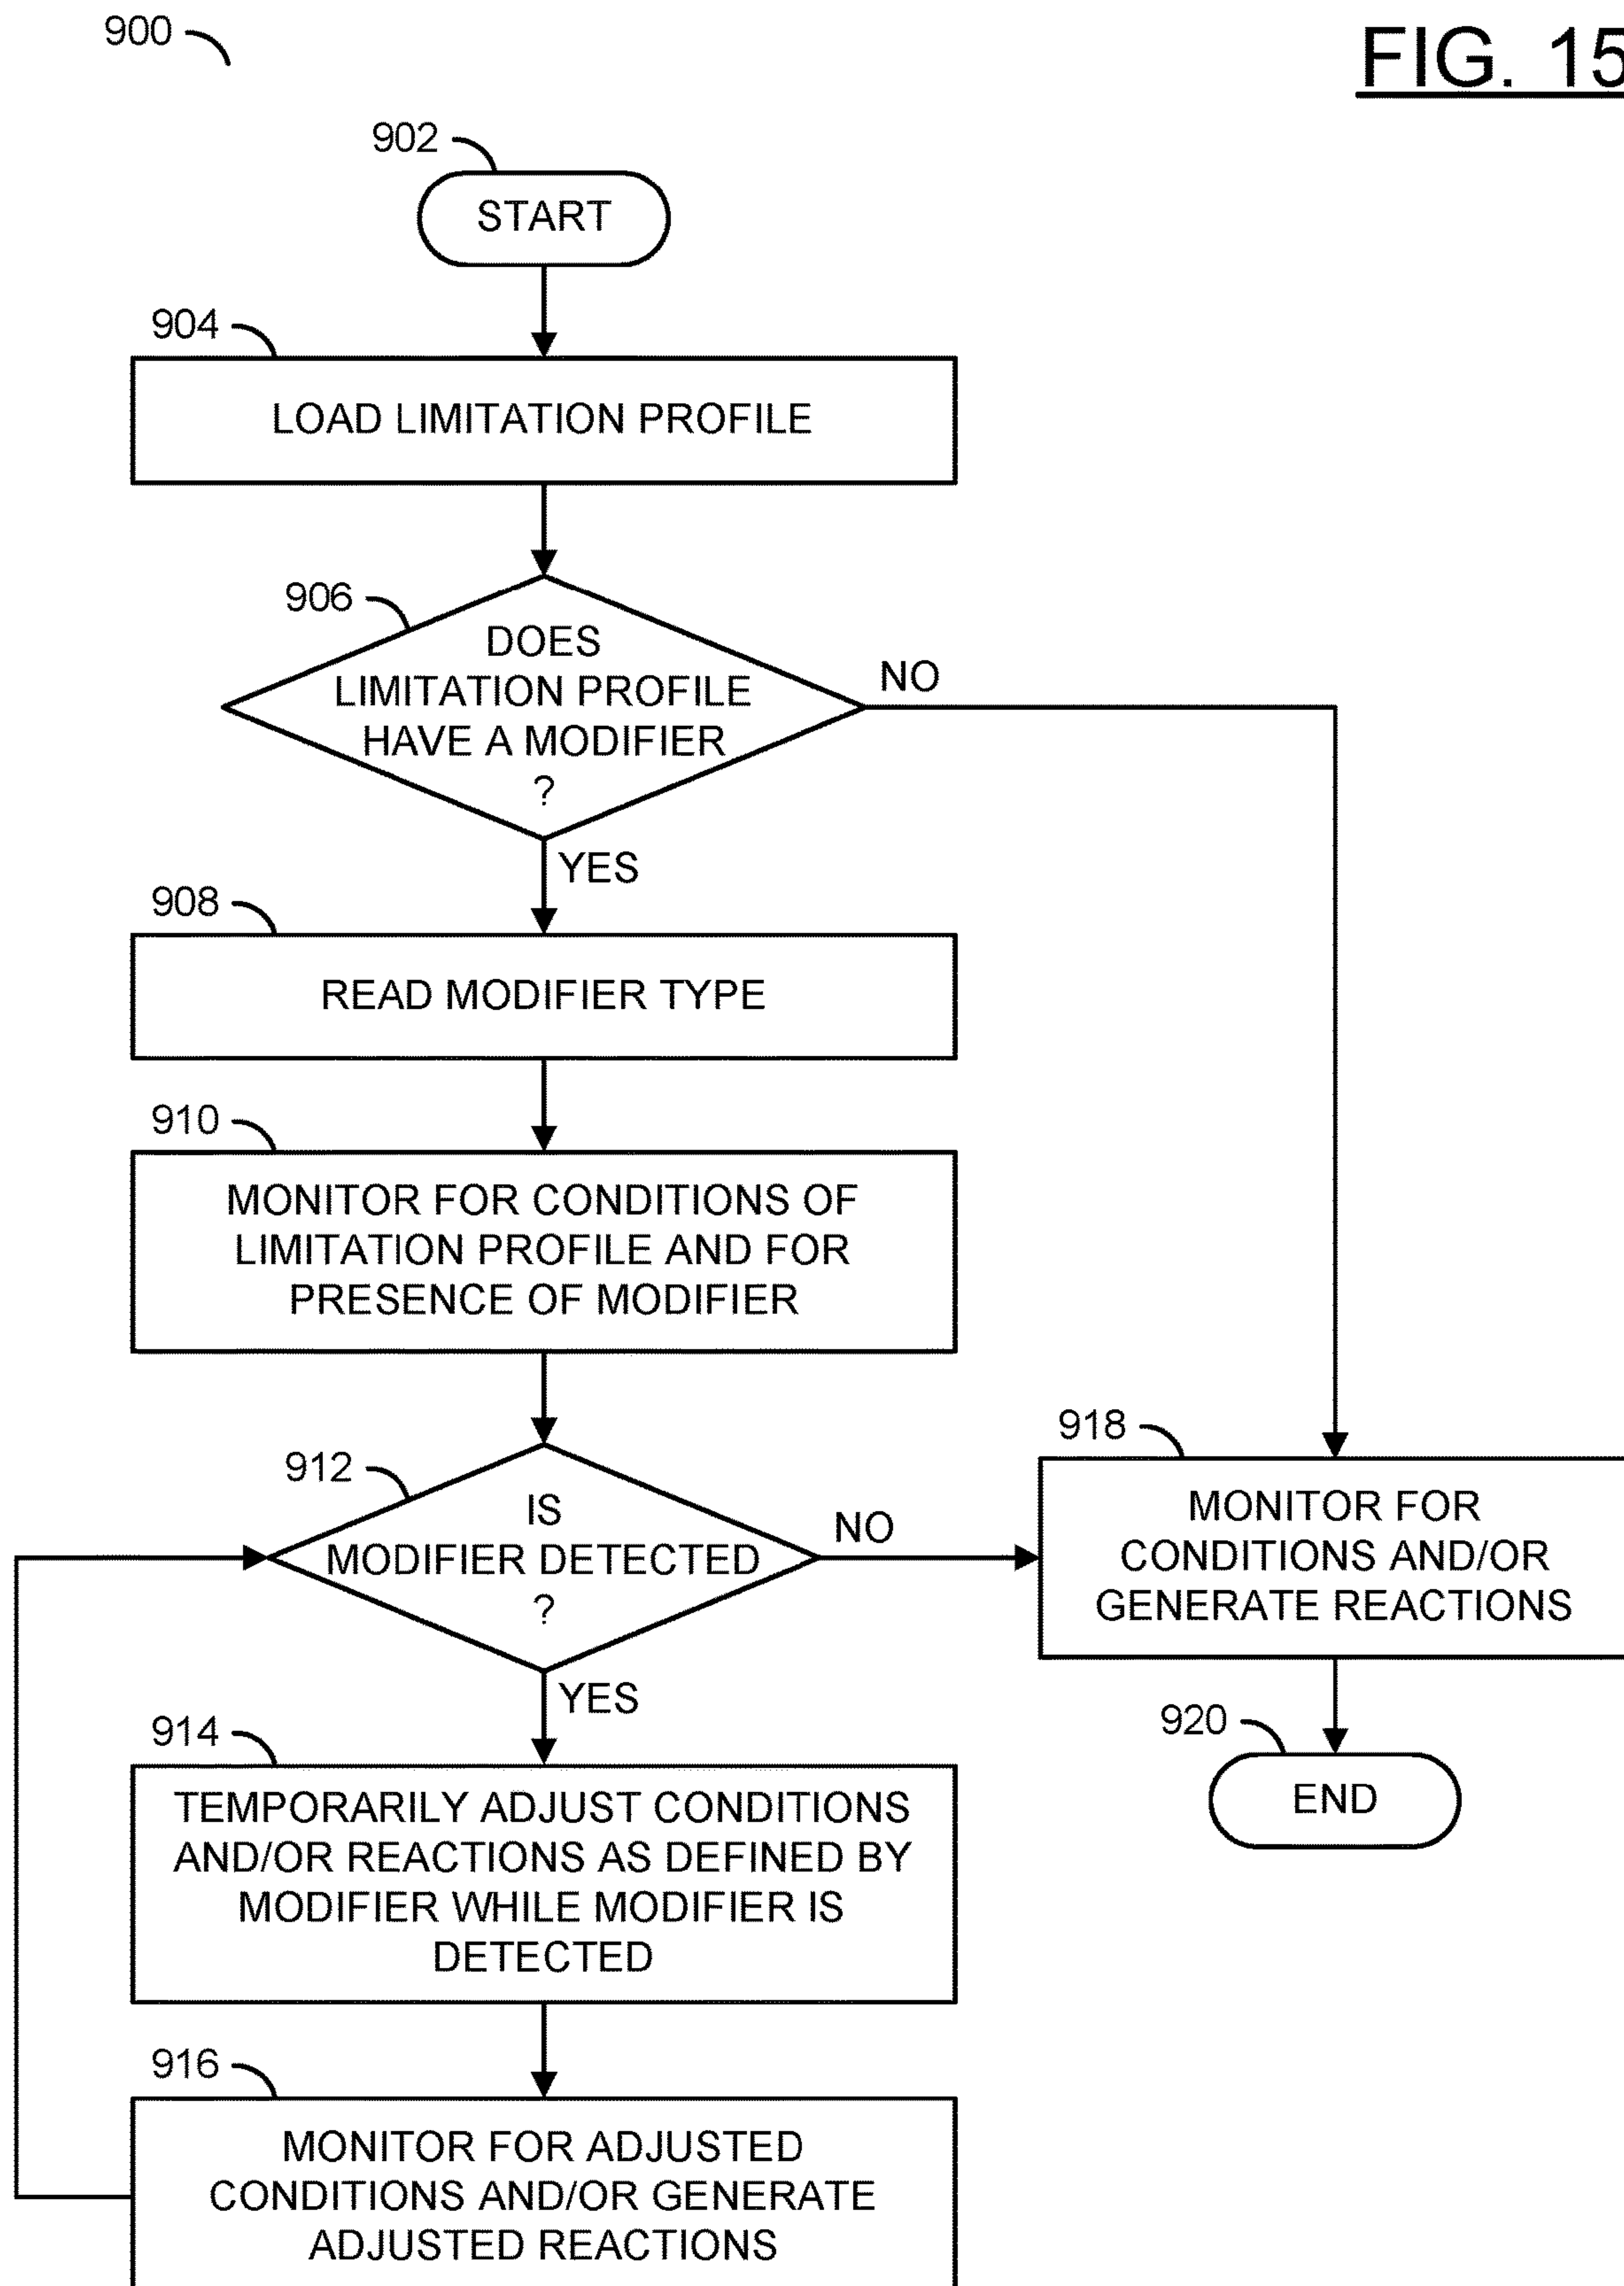 900
FIG. 15
902
START
904
LOAD LIMITATION PROFILE
906
DOES
LIMITATION PROFILE
HAVE A MODIFIER
?
NO
YES
908
READ MODIFIER TYPE
910
MONITOR FOR CONDITIONS OF
LIMITATION PROFILE AND FOR
PRESENCE OF MODIFIER
912
IS
MODIFIER DETECTED
?
NO
YES
918
MONITOR FOR
CONDITIONS AND/OR
GENERATE REACTIONS
920
END
914
TEMPORARILY ADJUST CONDITIONS
AND/OR REACTIONS AS DEFINED BY
MODIFIER WHILE MODIFIER IS
DETECTED
916
MONITOR FOR ADJUSTED
CONDITIONS AND/OR GENERATE
ADJUSTED REACTIONS